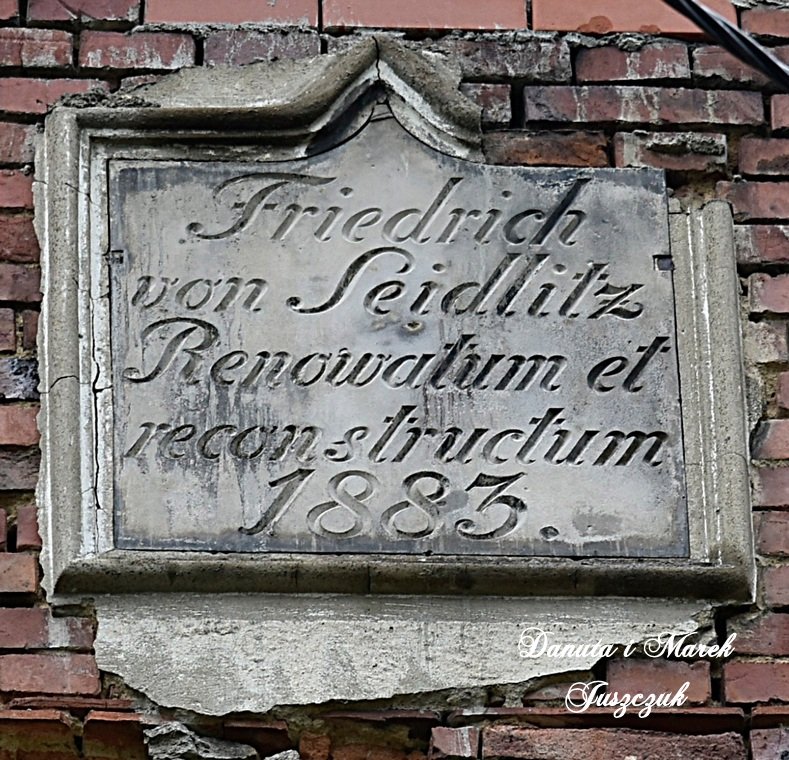 Friedrich
von Seidlitz
Renowatum et
reconstructum
1883.
Danuta i Marek
Juszczuk